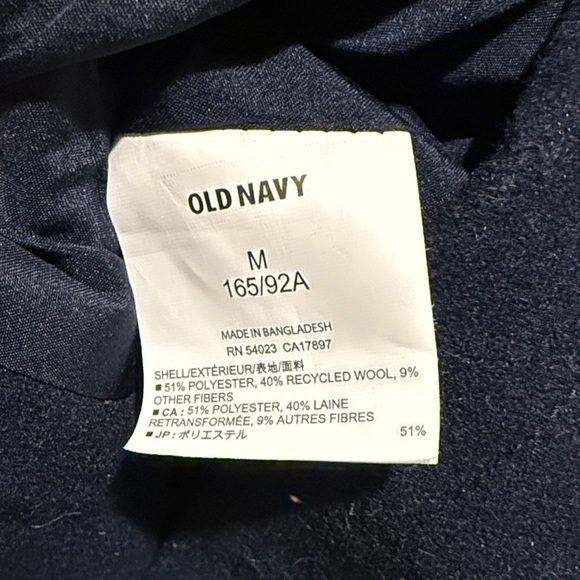 OLD NAVY
M
165/92A
MADE IN BANGLADESH
RN 54023 CA17897
SHELL/EXTÉRIEUR/表地/面料
■ 51% POLYESTER, 40% RECYCLED WOOL, 9%
OTHER FIBERS
■ CA : 51% POLYESTER, 40% LAINE
RETRANSFORMÉE, 9% AUTRES FIBRES
■ JP : ポリエステル 51%